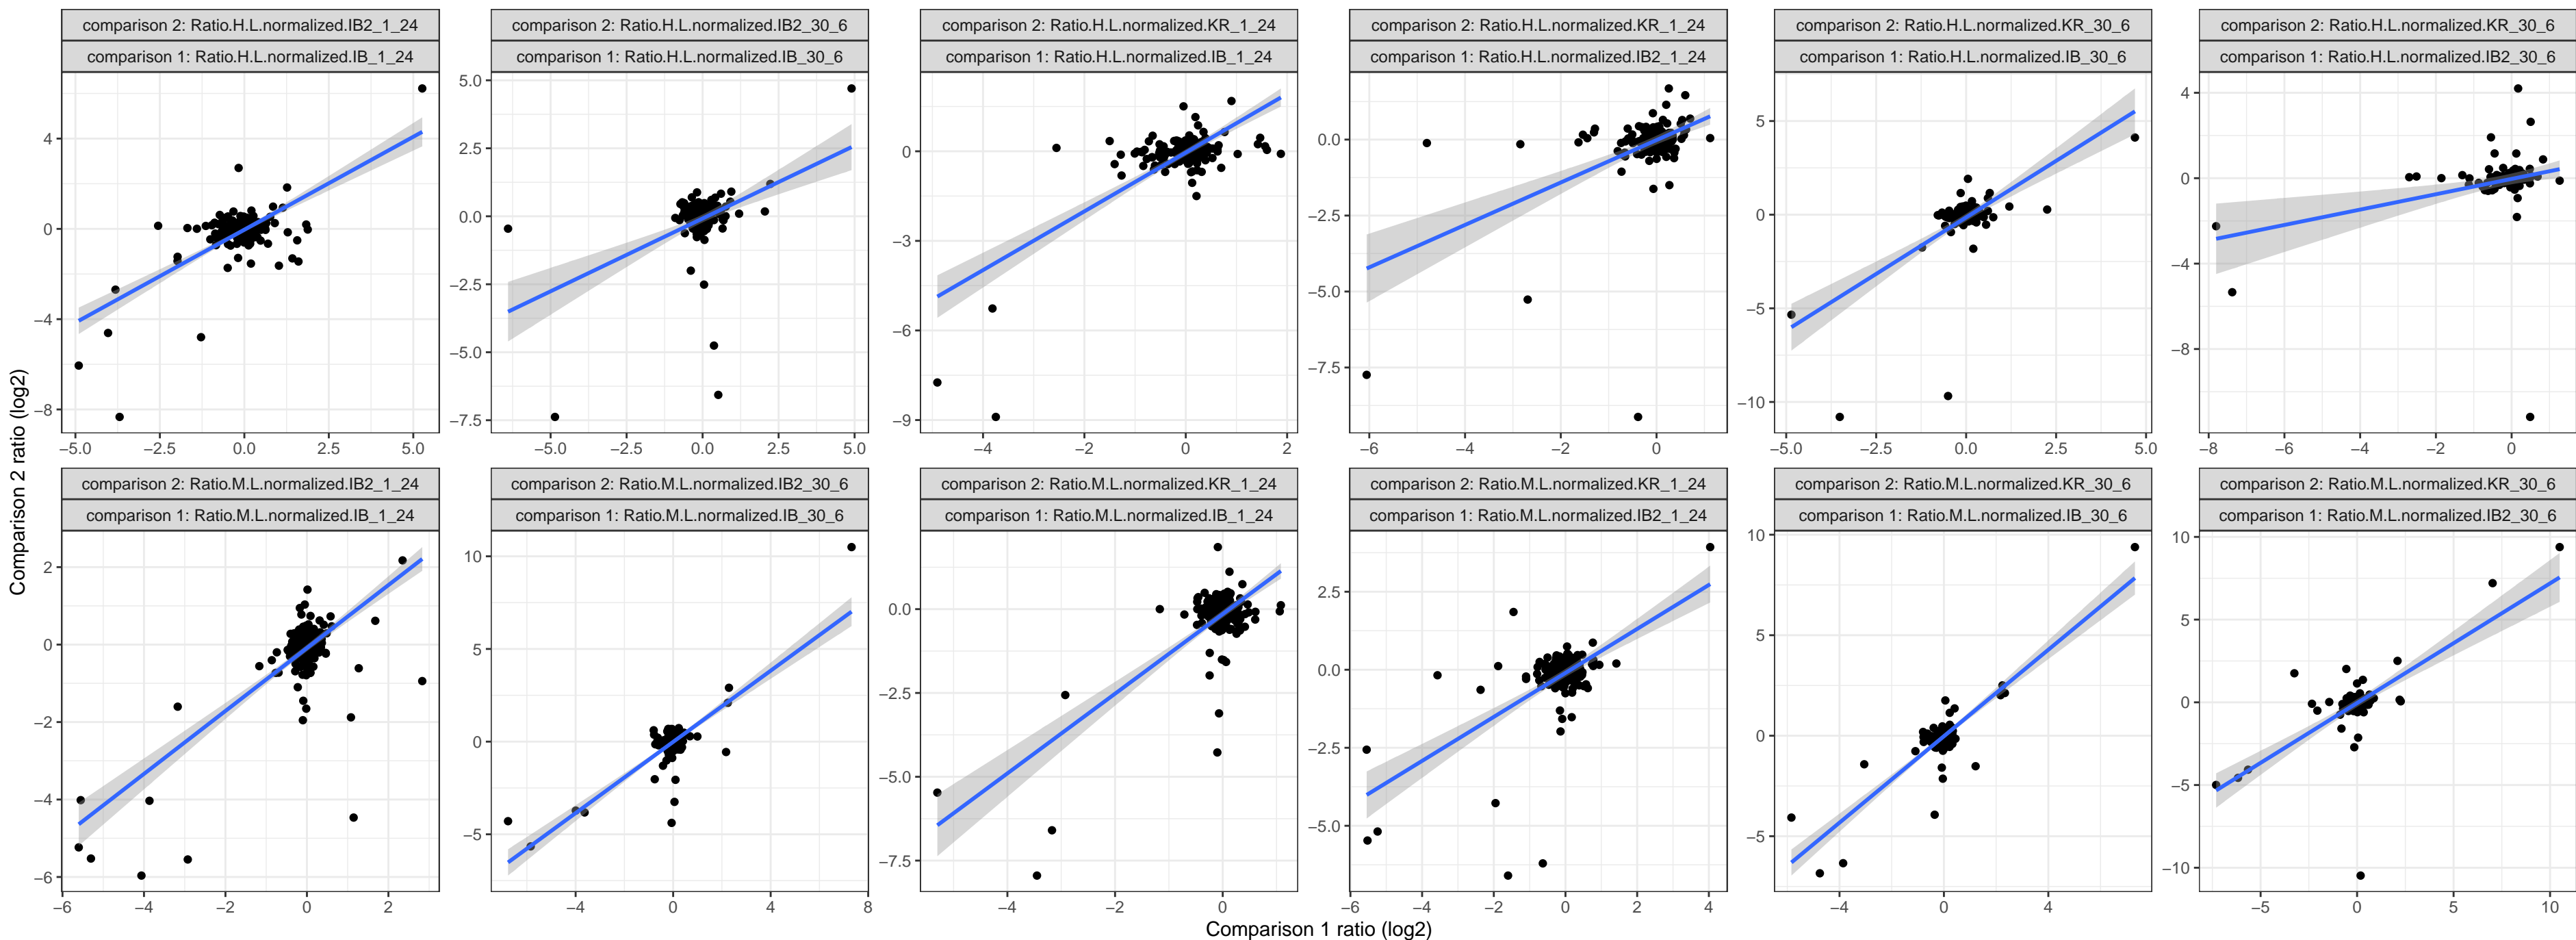 comparison 2: Ratio.H.L.normalized.IB2_1_24
comparison 1: Ratio.H.L.normalized.IB_1_24
4
0
−4
−8
−5.0 −2.5 0.0 2.5 5.0
comparison 2: Ratio.H.L.normalized.IB2_30_6
comparison 1: Ratio.H.L.normalized.IB_30_6
5.0
2.5
0.0
−2.5
−5.0
−7.5
−5.0 −2.5 0.0 2.5 5.0
comparison 2: Ratio.H.L.normalized.KR_1_24
comparison 1: Ratio.H.L.normalized.IB_1_24
0
−3
−6
−9
−4 −2 0 2
comparison 2: Ratio.H.L.normalized.KR_1_24
comparison 1: Ratio.H.L.normalized.IB2_1_24
0.0
−2.5
−5.0
−7.5
−6 −4 −2 0
comparison 2: Ratio.H.L.normalized.KR_30_6
comparison 1: Ratio.H.L.normalized.IB_30_6
5
0
−5
−10
−5.0 −2.5 0.0 2.5 5.0
comparison 2: Ratio.H.L.normalized.KR_30_6
comparison 1: Ratio.H.L.normalized.IB2_30_6
4
0
−4
−8
−8 −6 −4 −2 0
Comparison 2 ratio (log2)
comparison 2: Ratio.M.L.normalized.IB2_1_24
comparison 1: Ratio.M.L.normalized.IB_1_24
2
0
−2
−4
−6
−6 −4 −2 0 2
comparison 2: Ratio.M.L.normalized.IB2_30_6
comparison 1: Ratio.M.L.normalized.IB_30_6
10
5
0
−5
−4 0 4 8
comparison 2: Ratio.M.L.normalized.KR_1_24
comparison 1: Ratio.M.L.normalized.IB_1_24
0.0
−2.5
−5.0
−7.5
−4 −2 0
comparison 2: Ratio.M.L.normalized.KR_1_24
comparison 1: Ratio.M.L.normalized.IB2_1_24
2.5
0.0
−2.5
−5.0
−6 −4 −2 0 2 4
comparison 2: Ratio.M.L.normalized.KR_30_6
comparison 1: Ratio.M.L.normalized.IB_30_6
10
5
0
−5
−4 0 4
comparison 2: Ratio.M.L.normalized.KR_30_6
comparison 1: Ratio.M.L.normalized.IB2_30_6
10
5
0
−5
−10
−5 0 5 10
Comparison 1 ratio (log2)